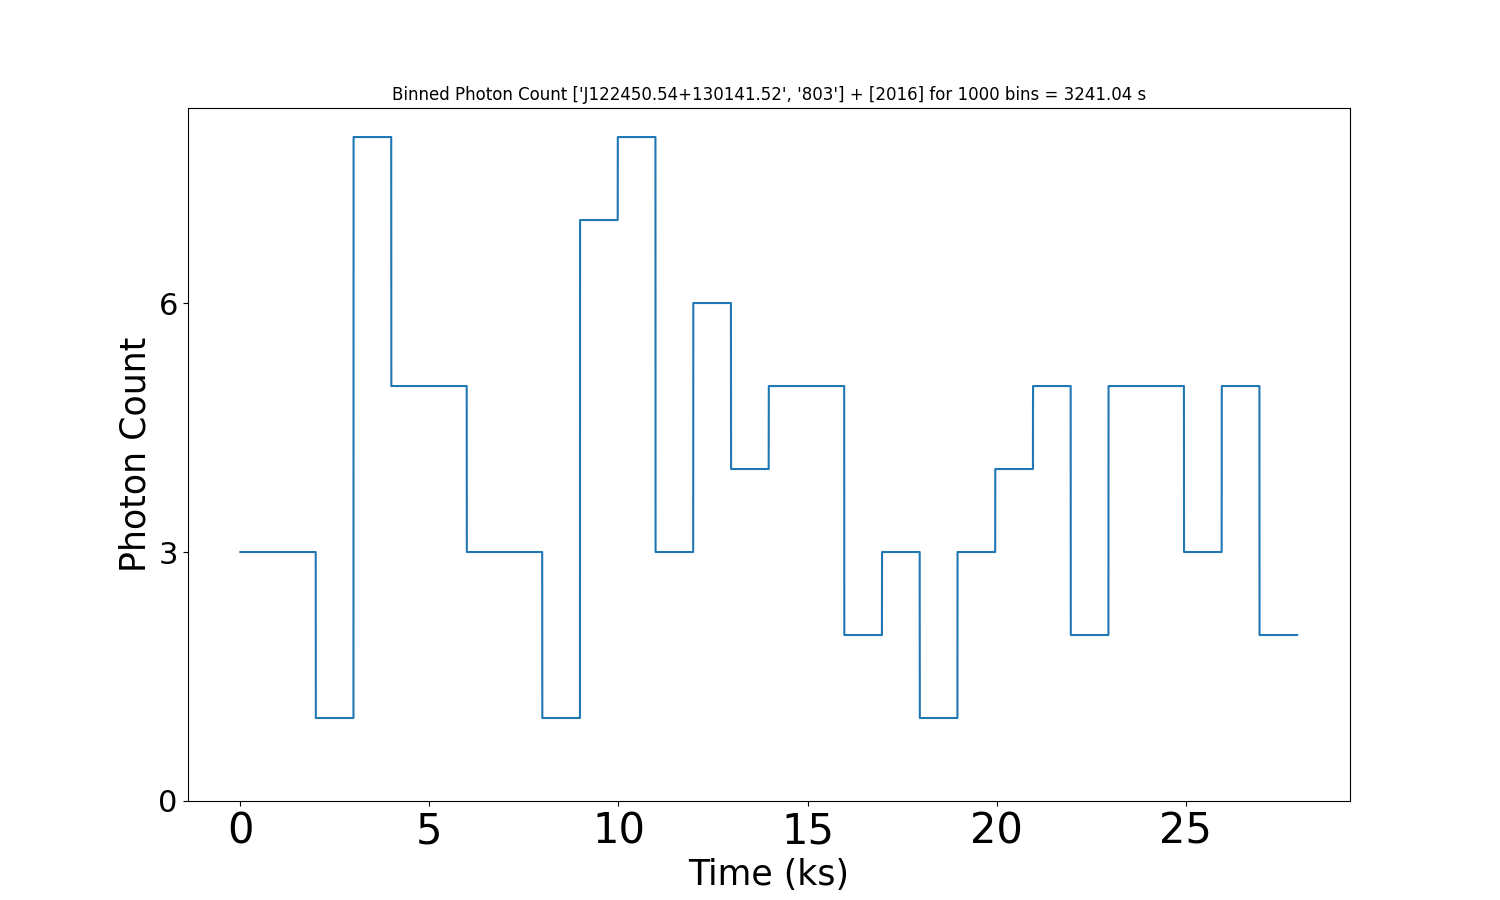 Binned Photon Count ['J122450.54+130141.52', '803'] + [2016] for 1000 bins = 3241.04 s
Photon Count
6
3
0
0 5 10 15 20 25
Time (ks)